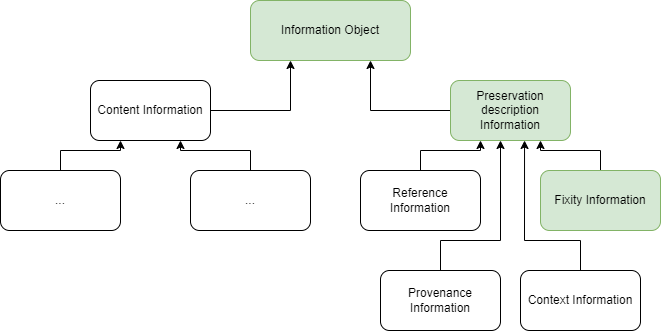 Information Object
Content Information
Preservation
description
Information
...
...
Reference
Information
Fixity Information
Provenance
Information
Context Information